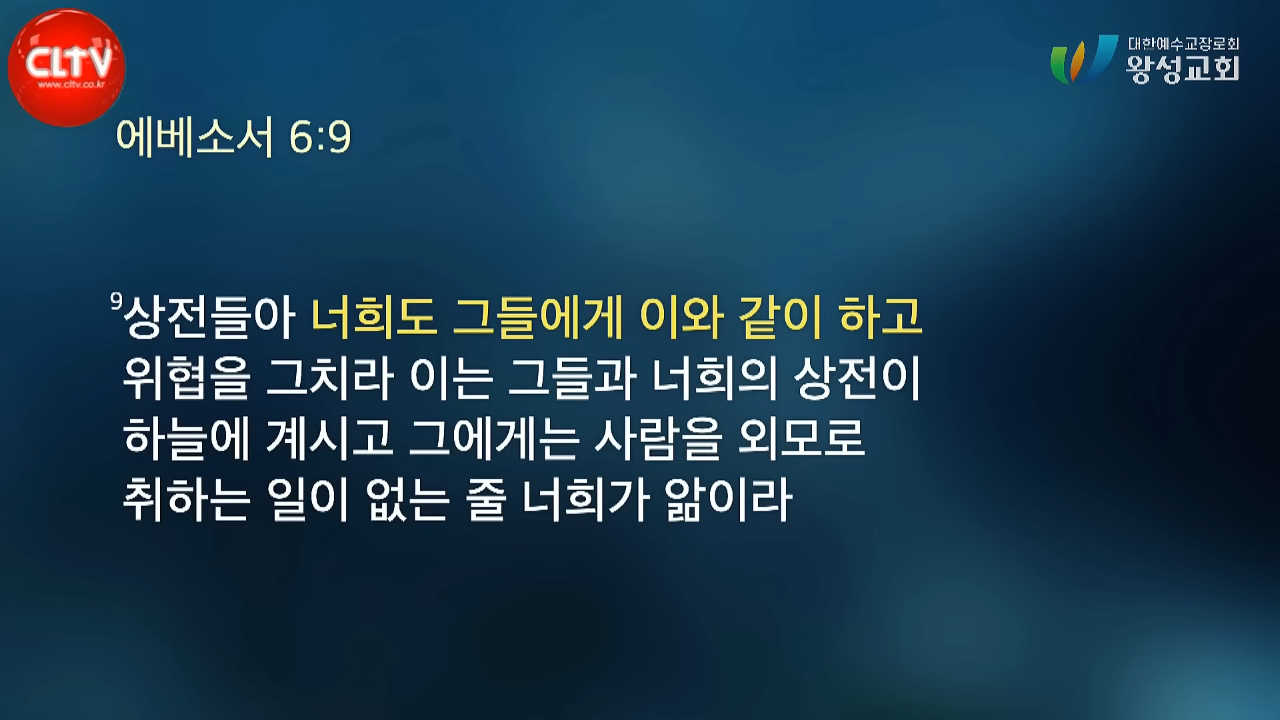 CLTV
www.cltv.co.kr
대한예수교장로회
왕성교회
에베소서 6:9
9상전들아 너희도 그들에게 이와 같이 하고
위협을 그치라 이는 그들과 너희의 상전이
하늘에 계시고 그에게는 사람을 외모로
취하는 일이 없는 줄 너희가 앎이라